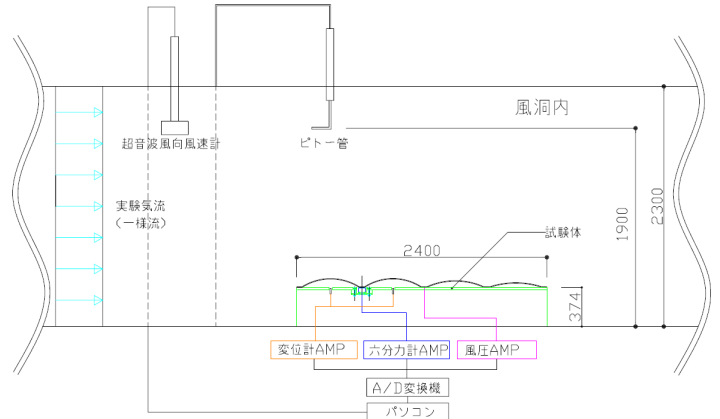 風洞内
超音波風向風速計
ピトー管
実験気流
（一様流）
1900
2300
2400
試験体
374
変位計AMP
六分力計AMP
風圧AMP
A/D変換機
パソコン